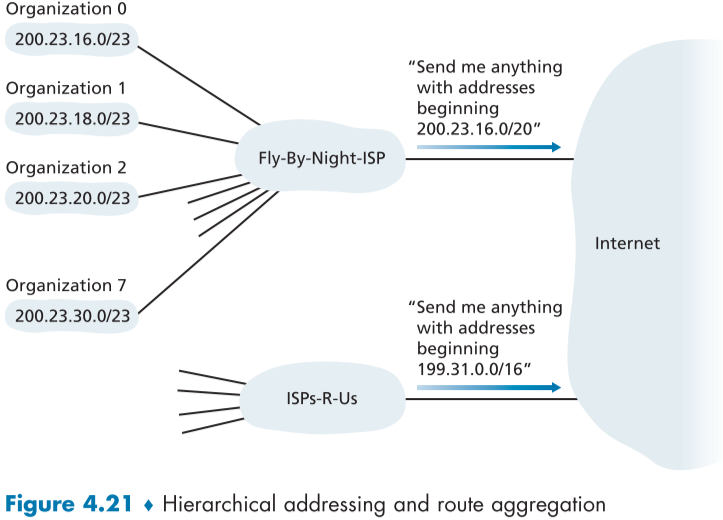 Organization 0
200.23.16.0/23
Organization 1
200.23.18.0/23
Organization 2
200.23.20.0/23
Organization 7
200.23.30.0/23
Fly-By-Night-ISP
“Send me anything
with addresses
beginning
200.23.16.0/20”
Internet
“Send me anything
with addresses
beginning
199.31.0.0/16”
ISPs-R-Us
Figure 4.21 ♦ Hierarchical addressing and route aggregation